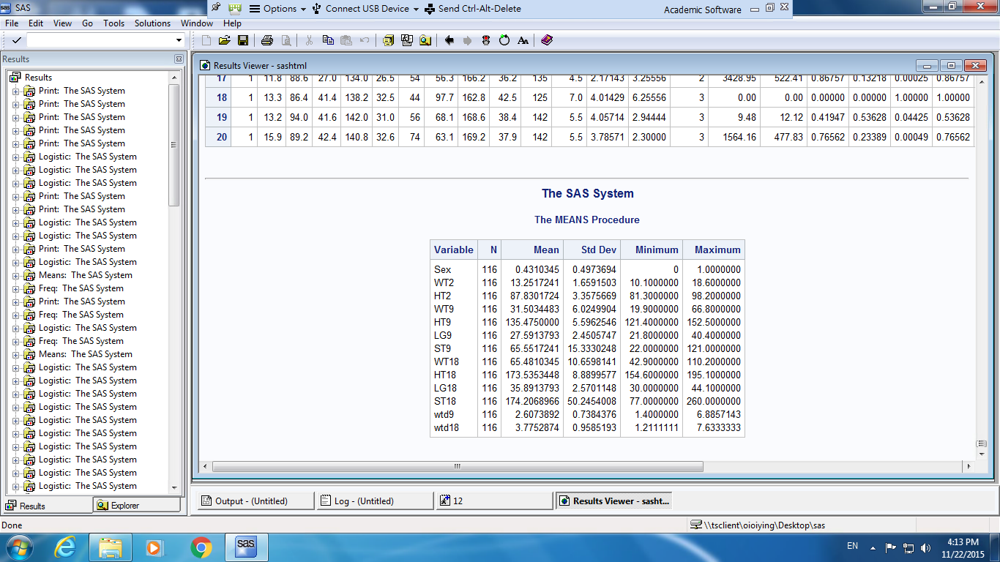 SAS
Options
Connect USB Device
Send Ctrl-Alt-Delete
Academic Software
File Edit View Go Tools Solutions Window Help
Results
Results
Print: The SAS System
Print: The SAS System
Print: The SAS System
Print: The SAS System
Print: The SAS System
Logistic: The SAS System
Logistic: The SAS System
Logistic: The SAS System
Print: The SAS System
Print: The SAS System
Logistic: The SAS System
Logistic: The SAS System
Print: The SAS System
Logistic: The SAS System
Means: The SAS System
Freq: The SAS System
Print: The SAS System
Freq: The SAS System
Logistic: The SAS System
Freq: The SAS System
Means: The SAS System
Logistic: The SAS System
Logistic: The SAS System
Logistic: The SAS System
Logistic: The SAS System
Logistic: The SAS System
Logistic: The SAS System
Logistic: The SAS System
Logistic: The SAS System
Logistic: The SAS System
Logistic: The SAS System
Results Explorer
Results Viewer - sashtml
17 1 11.8 88.6 27.0 134.0 26.5 54 56.3 166.2 36.2 135 4.5 2.17143 3.25556 2 3428.95 522.41 0.86757 0.13218 0.00025 0.86757
18 1 13.3 86.4 41.4 138.2 32.5 44 97.7 162.8 42.5 125 7.0 4.01429 6.25556 3 0.00 0.00 0.00000 0.00000 1.00000 1.00000
19 1 13.2 94.0 41.6 142.0 31.0 56 68.1 168.6 38.4 142 5.5 4.05714 2.94444 3 9.48 12.12 0.41947 0.53628 0.04425 0.53628
20 1 15.9 89.2 42.4 140.8 32.6 74 63.1 169.2 37.9 142 5.5 3.78571 2.30000 3 1564.16 477.83 0.76562 0.23389 0.00049 0.76562
The SAS System
The MEANS Procedure
Variable N Mean Std Dev Minimum Maximum
Sex 116 0.4310345 0.4973694 0 1.0000000
WT2 116 13.2517241 1.6591503 10.1000000 18.6000000
HT2 116 87.8301724 3.3575669 81.3000000 98.2000000
WT9 116 31.5034483 6.0249904 19.9000000 66.8000000
HT9 116 135.4750000 5.5962546 121.4000000 152.5000000
LG9 116 27.5913793 2.4505747 21.8000000 40.4000000
ST9 116 65.5517241 15.3330248 22.0000000 121.0000000
WT18 116 65.4810345 10.6598141 42.9000000 110.2000000
HT18 116 173.5353448 8.8899577 154.6000000 195.1000000
LG18 116 35.8913793 2.5701148 30.0000000 44.1000000
ST18 116 174.2068966 50.2454008 77.0000000 260.0000000
wtd9 116 2.6073892 0.7384376 1.4000000 6.8857143
wtd18 116 3.7752874 0.9585193 1.2111111 7.6333333
Output - (Untitled) Log - (Untitled) 12 Results Viewer - sasht...
Done
\\tsclient\oioiying\Desktop\sas
sas
EN
4:13 PM
11/22/2015